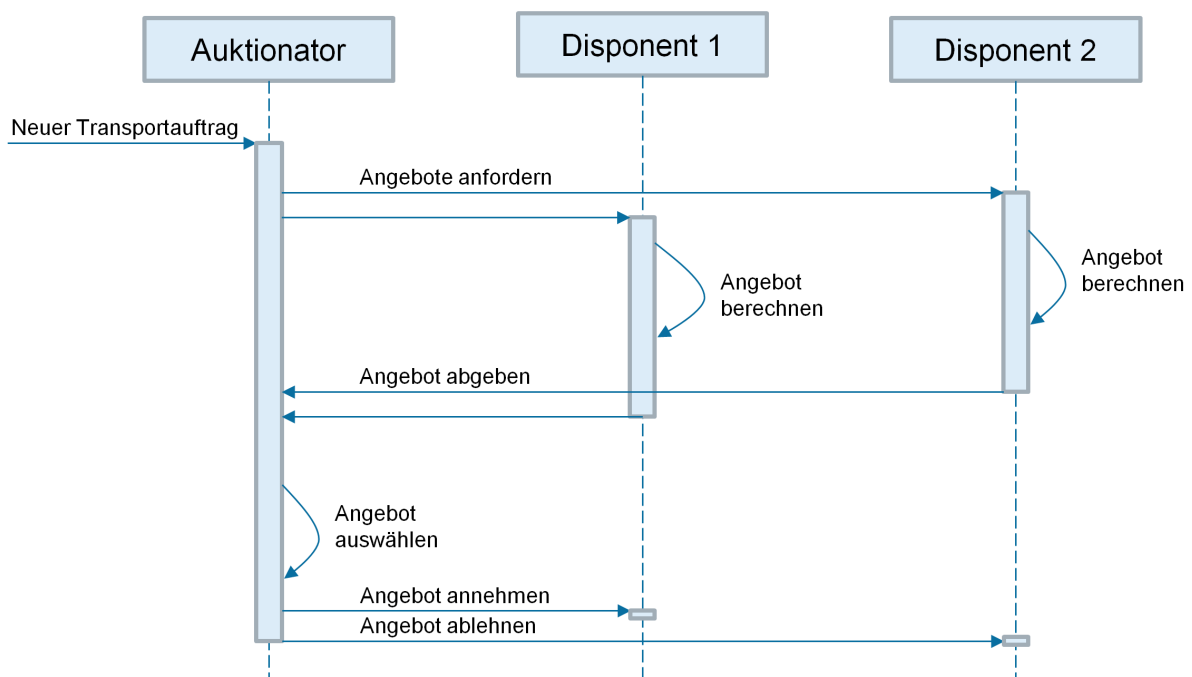 Auktionator
Disponent 1
Disponent 2
Neuer Transportauftrag
Angebote anfordern
Angebot
berechnen
Angebot
berechnen
Angebot abgeben
Angebot
auswählen
Angebot annehmen
Angebot ablehnen